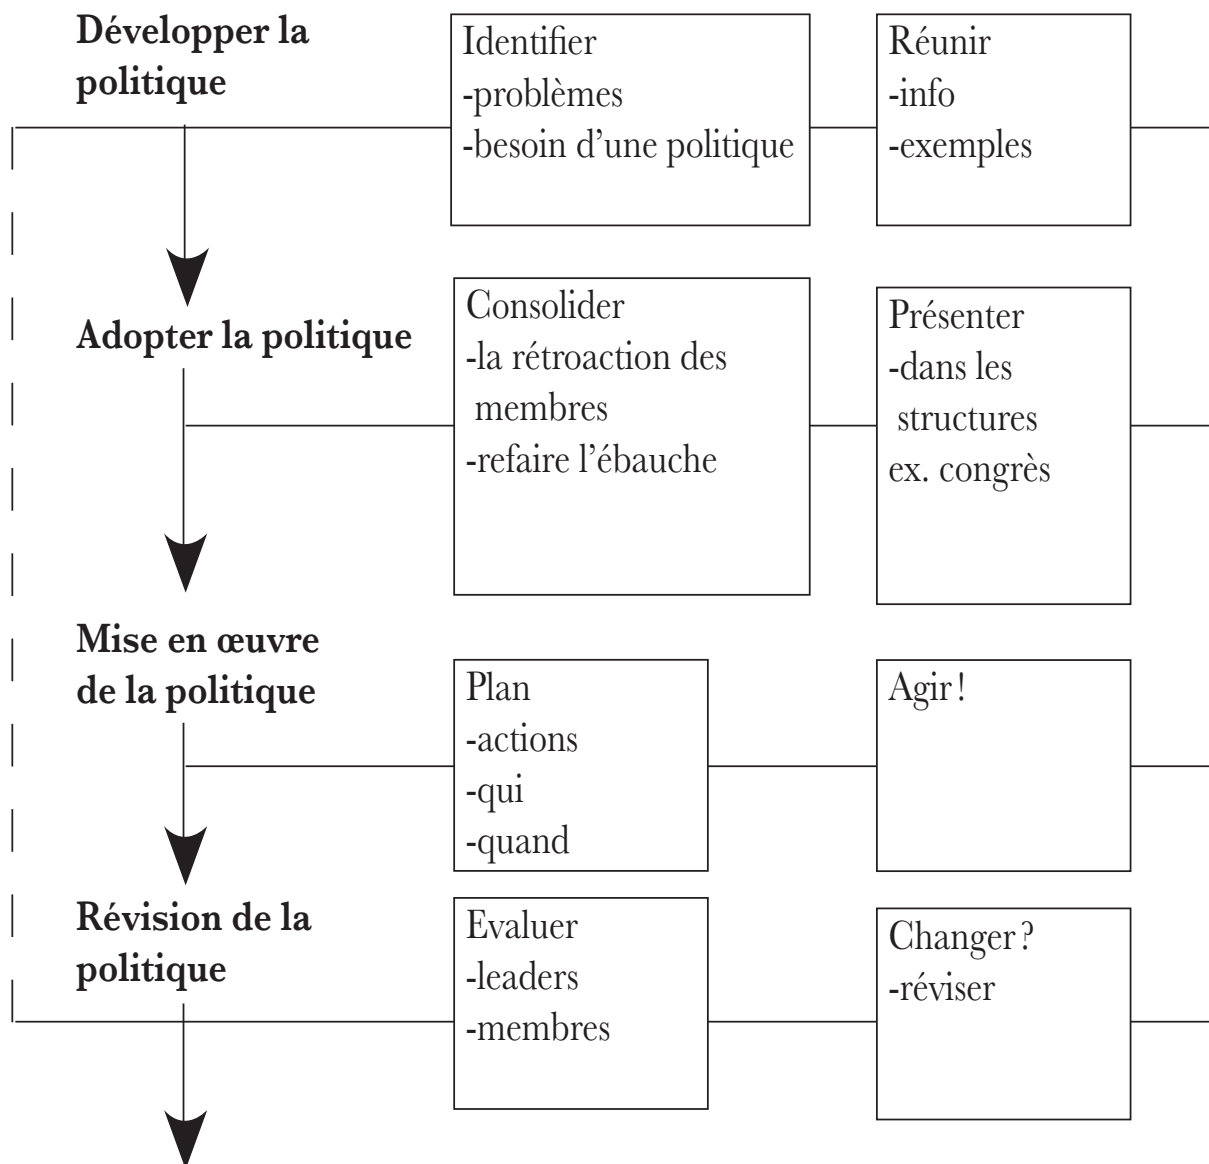 Développer la
politique
Identifier
-problèmes
-besoin d’une politique
Réunir
-info
-exemples
Adopter la politique
Consolider
-la rétroaction des
membres
-refaire l’ébauche
Présenter
-dans les
structures
ex. congrès
Mise en œuvre
de la politique
Plan
-actions
-qui
-quand
Agir !
Révision de la
politique
Evaluer
-leaders
-membres
Changer ?
-réviser